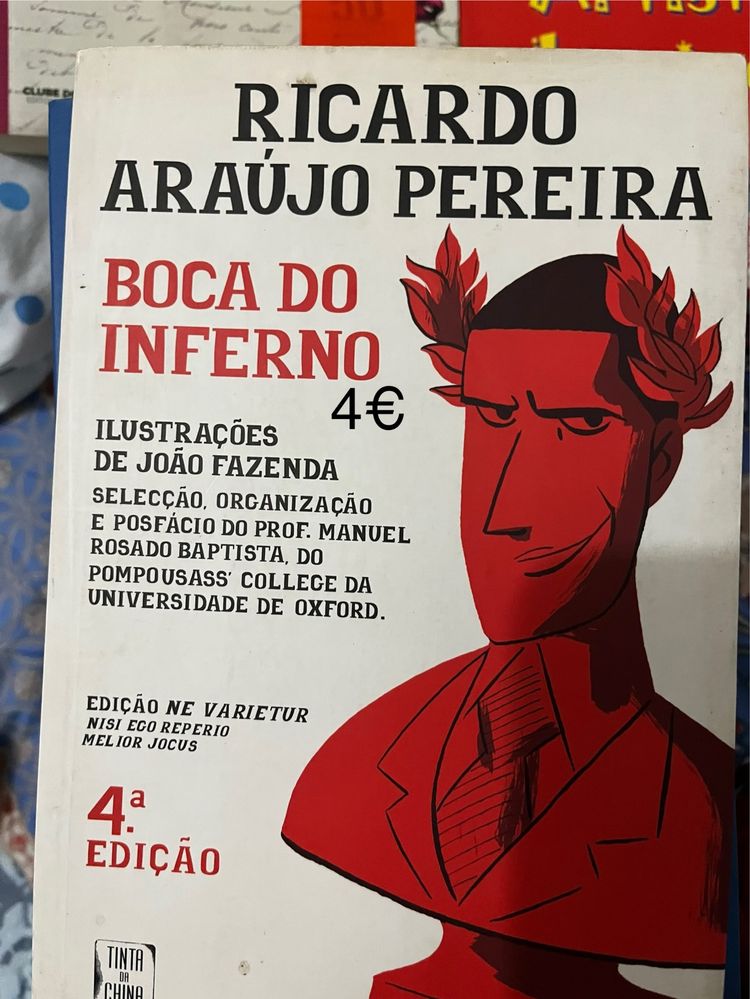 CLUBE D
RICARDO
ARAÚJO PEREIRA
BOCA DO
INFERNO
4€
ILUSTRAÇÕES
DE JOÃO FAZENDA
SELECÇÃO, ORGANIZAÇÃO
E POSFÁCIO DO PROF. MANUEL
ROSADO BAPTISTA, DO
POMPOUSASS' COLLEGE DA
UNIVERSIDADE DE OXFORD.
EDIÇÃO NE VARIETUR
NISI EGO REPERIO
MELIOR JOCUS
4.ª
EDIÇÃO
TINTA
DA
CHINA